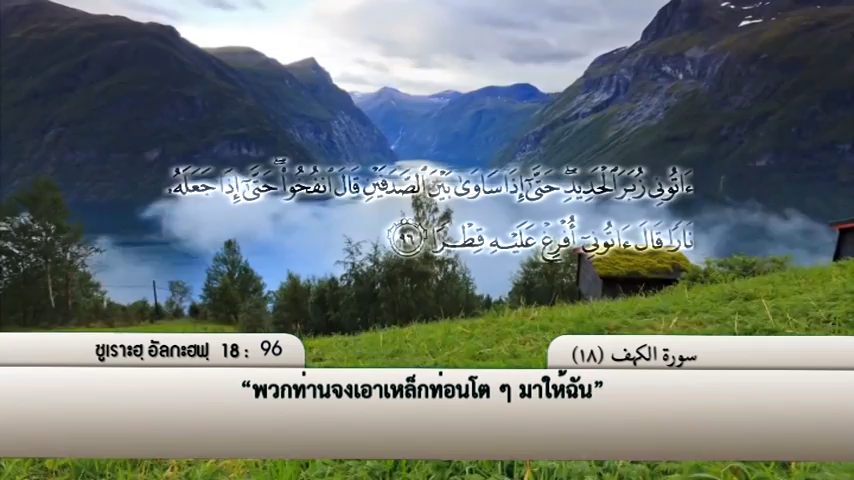 ءَاتُونِى زُبَرَ ٱلْحَدِيدِ ۖ حَتَّىٰٓ إِذَا سَاوَىٰ بَيْنَ ٱلصَّدَفَيْنِ قَالَ ٱنفُخُوا۟ ۖ حَتَّىٰٓ إِذَا جَعَلَهُۥ
نَارًا قَالَ ءَاتُونِىٓ أُفْرِغْ عَلَيْهِ قِطْرًا ٩٦
ซูเราะฮฺ อัลกะฮฟฺ 18 : 96
سورة الكهف (١٨)
“พวกท่านจงเอาเหล็กท่อนโต ๆ มาให้ฉัน”